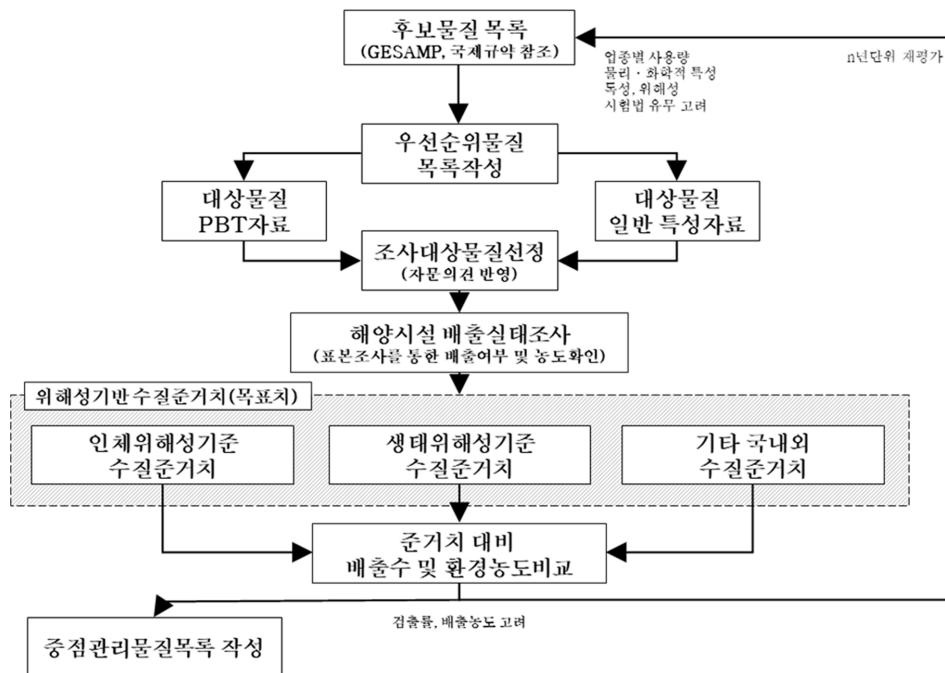 후보물질 목록
(GESAMP, 국제규약 참조)
업종별 사용량
물리・화학적 특성
독성, 위해성
시험법 유무 고려
n년단위 재평가
우선순위물질
목록작성
대상물질
PBT자료
대상물질
일반 특성자료
조사대상물질선정
(자문의견 반영)
해양시설 배출실태조사
(표본조사를 통한 배출여부 및 농도확인)
위해성기반 수질준거치(목표치)
인체위해성기준
수질준거치
생태위해성기준
수질준거치
기타 국내외
수질준거치
준거치 대비
배출수 및 환경농도비교
검출률, 배출농도 고려
중점관리물질목록 작성